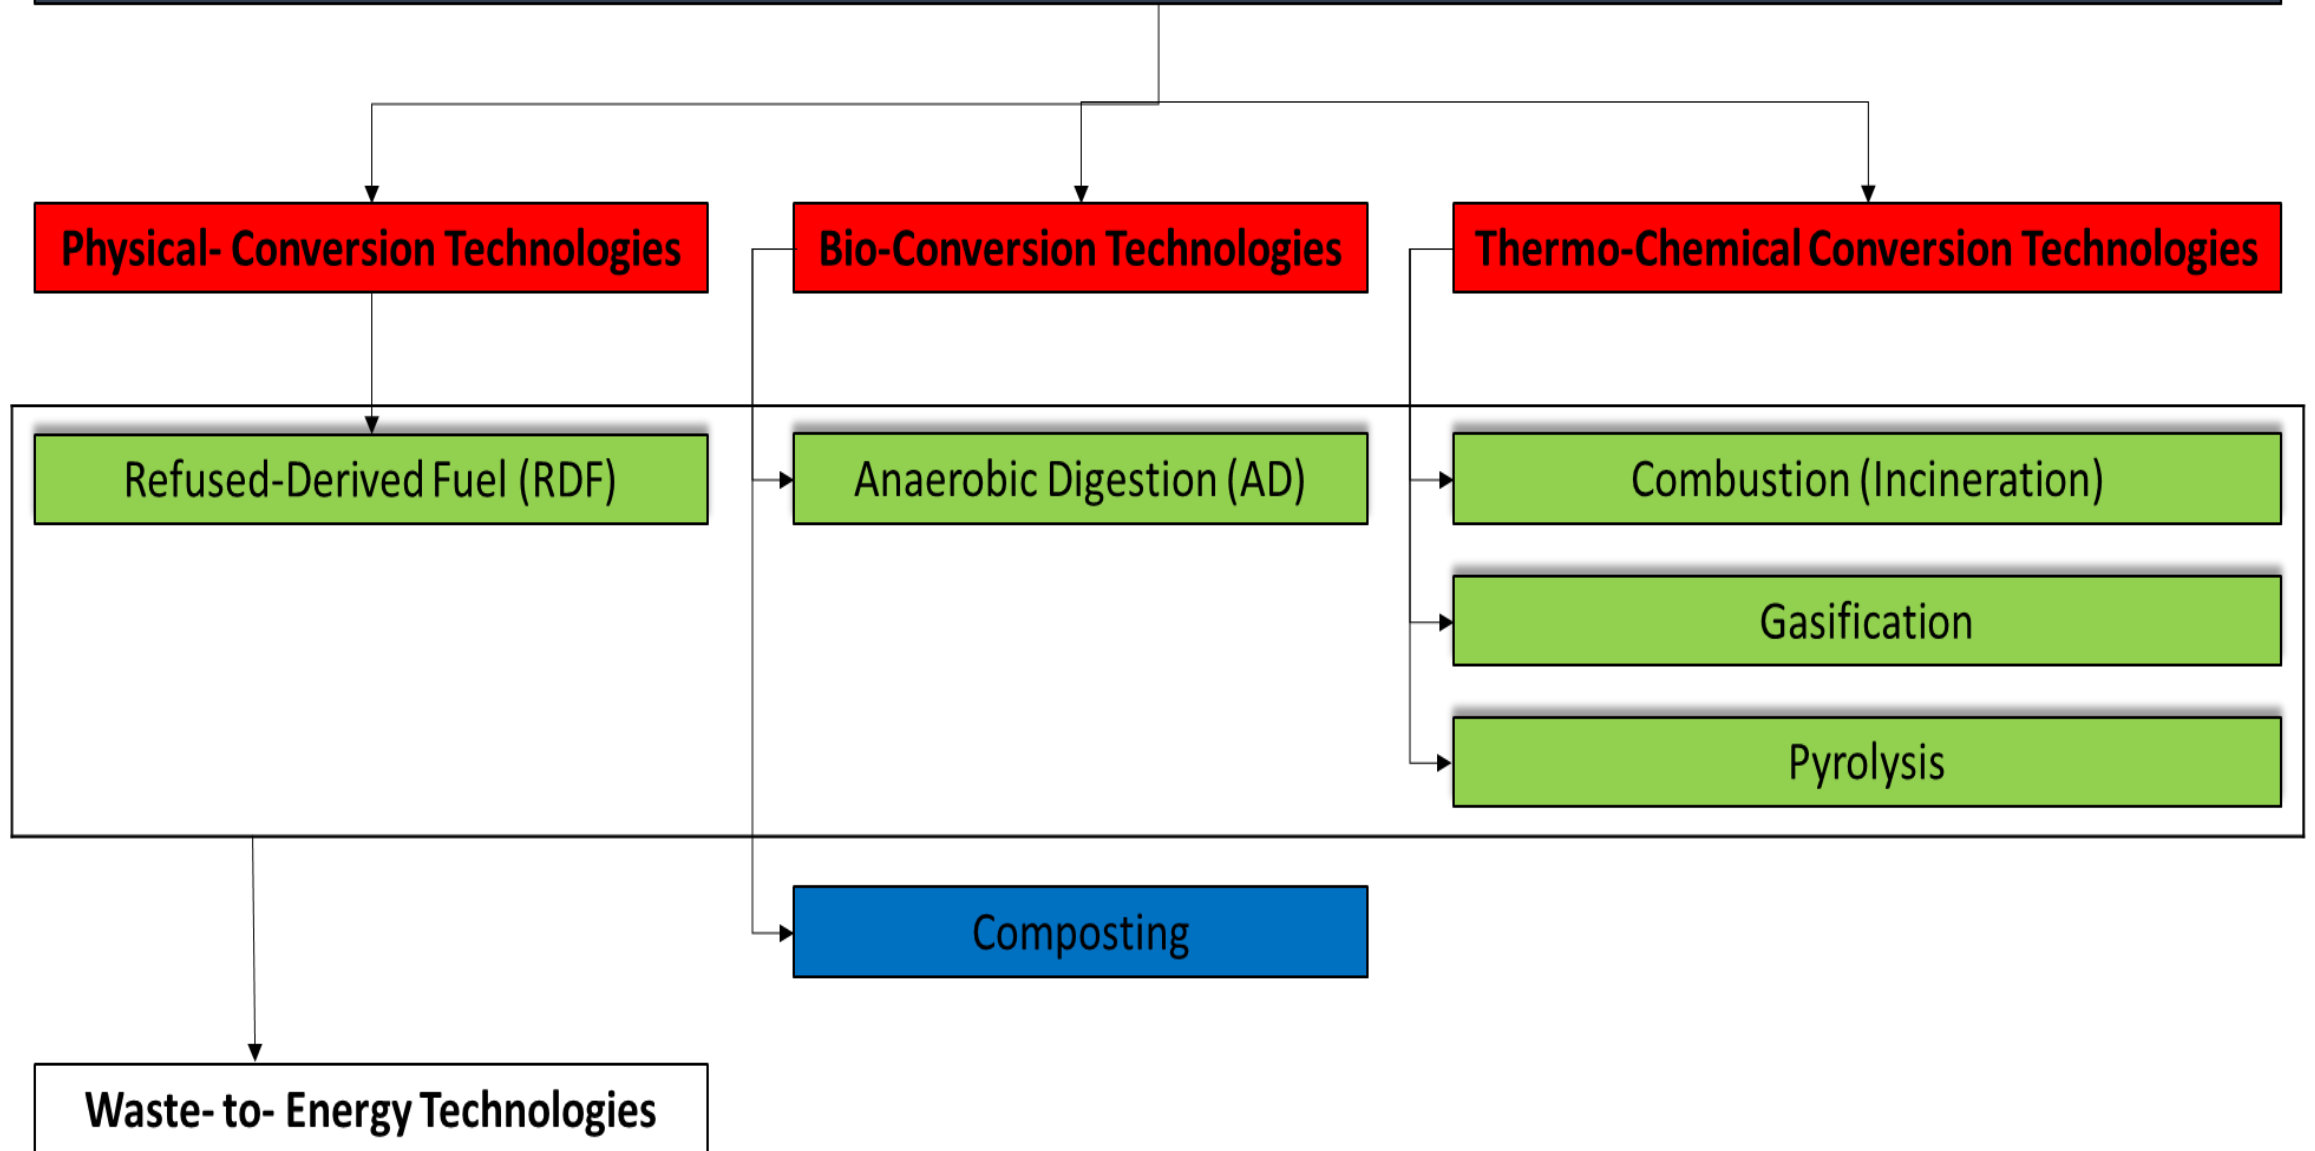 Physical- Conversion Technologies
Bio-Conversion Technologies
Thermo-Chemical Conversion Technologies
Refused-Derived Fuel (RDF)
Anaerobic Digestion (AD)
Combustion (Incineration)
Gasification
Pyrolysis
Composting
Waste- to- Energy Technologies